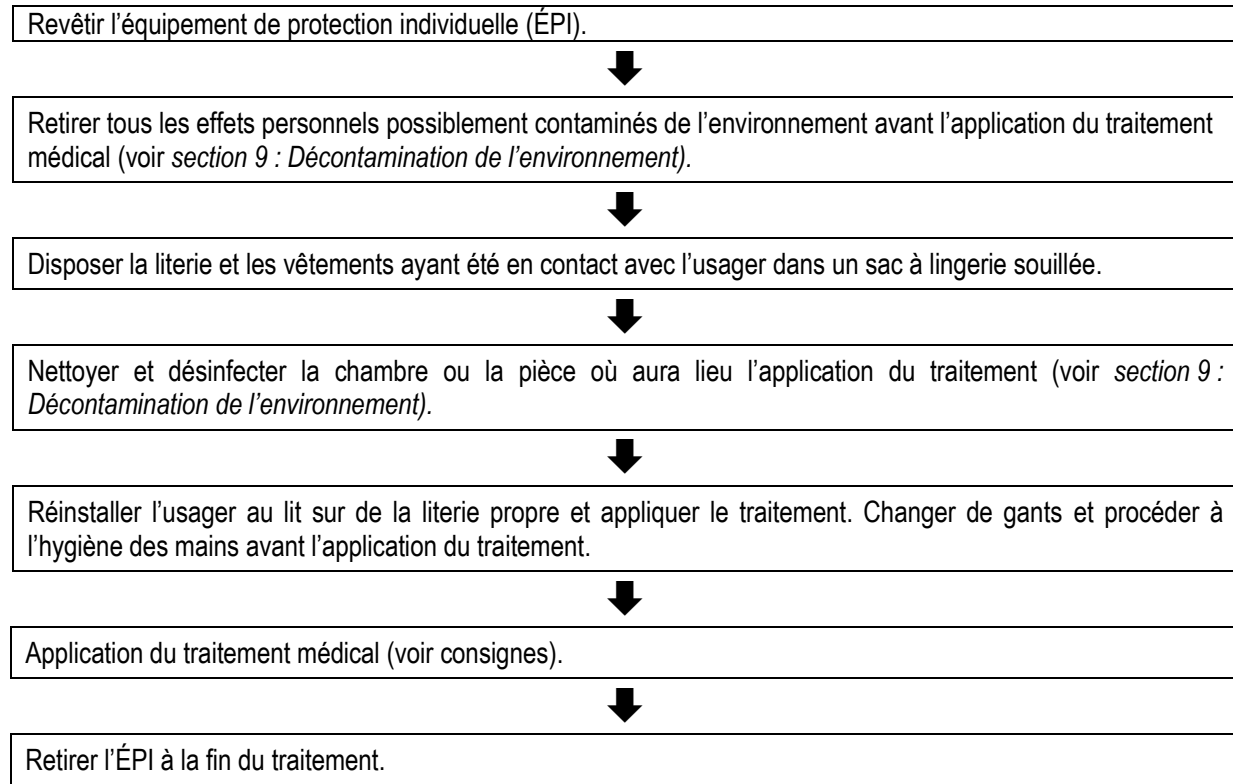 Revêtir l’équipement de protection individuelle (ÉPI).
Retirer tous les effets personnels possiblement contaminés de l’environnement avant l’application du traitement
médical (voir section 9 : Décontamination de l’environnement).
Disposer la literie et les vêtements ayant été en contact avec l’usager dans un sac à lingerie souillée.
Nettoyer et désinfecter la chambre ou la pièce où aura lieu l’application du traitement (voir section 9 :
Décontamination de l’environnement).
Réinstaller l’usager au lit sur de la literie propre et appliquer le traitement. Changer de gants et procéder à
l’hygiène des mains avant l’application du traitement.
Application du traitement médical (voir consignes).
Retirer l’ÉPI à la fin du traitement.